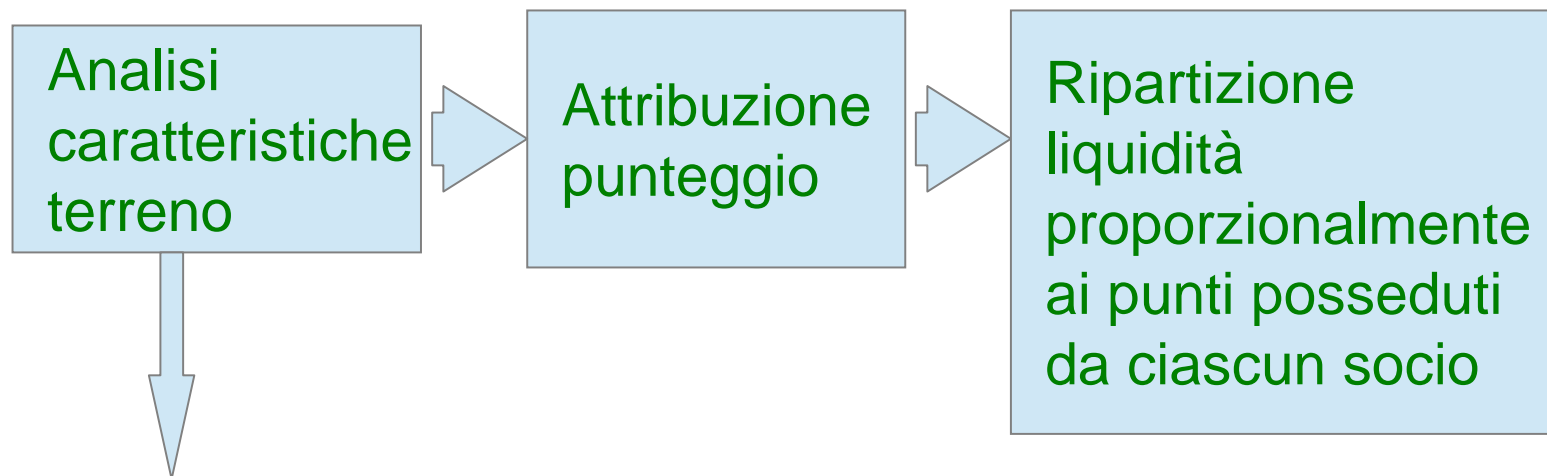 Analisi
caratteristiche
terreno
Attribuzione
punteggio
Ripartizione
liquidità
proporzionalmente
ai punti posseduti
da ciascun socio